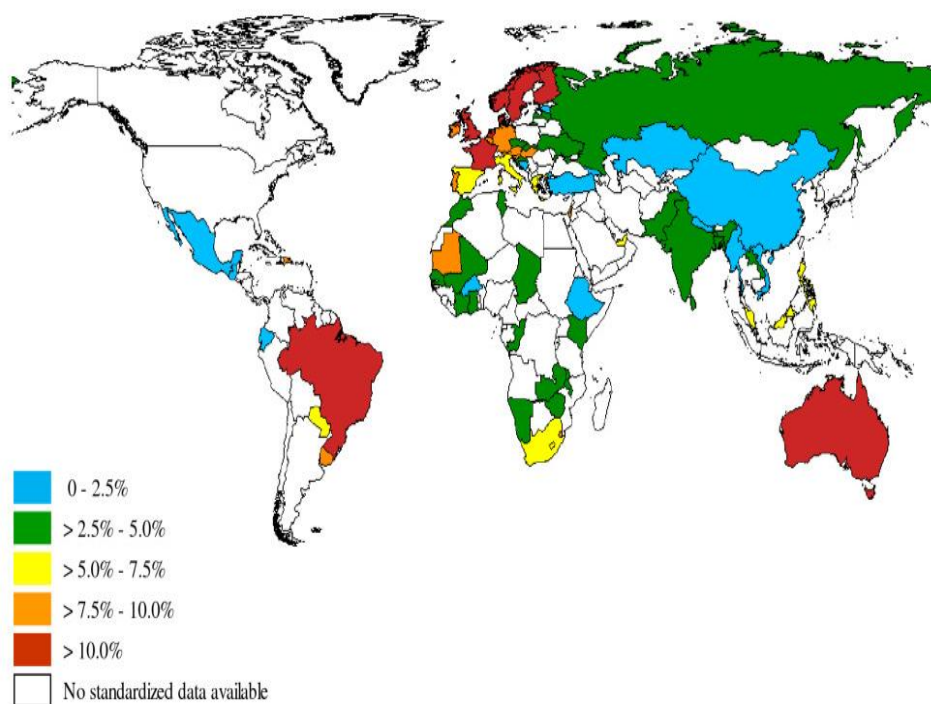 0 - 2.5%
> 2.5% - 5.0%
> 5.0% - 7.5%
> 7.5% - 10.0%
> 10.0%
No standardized data available